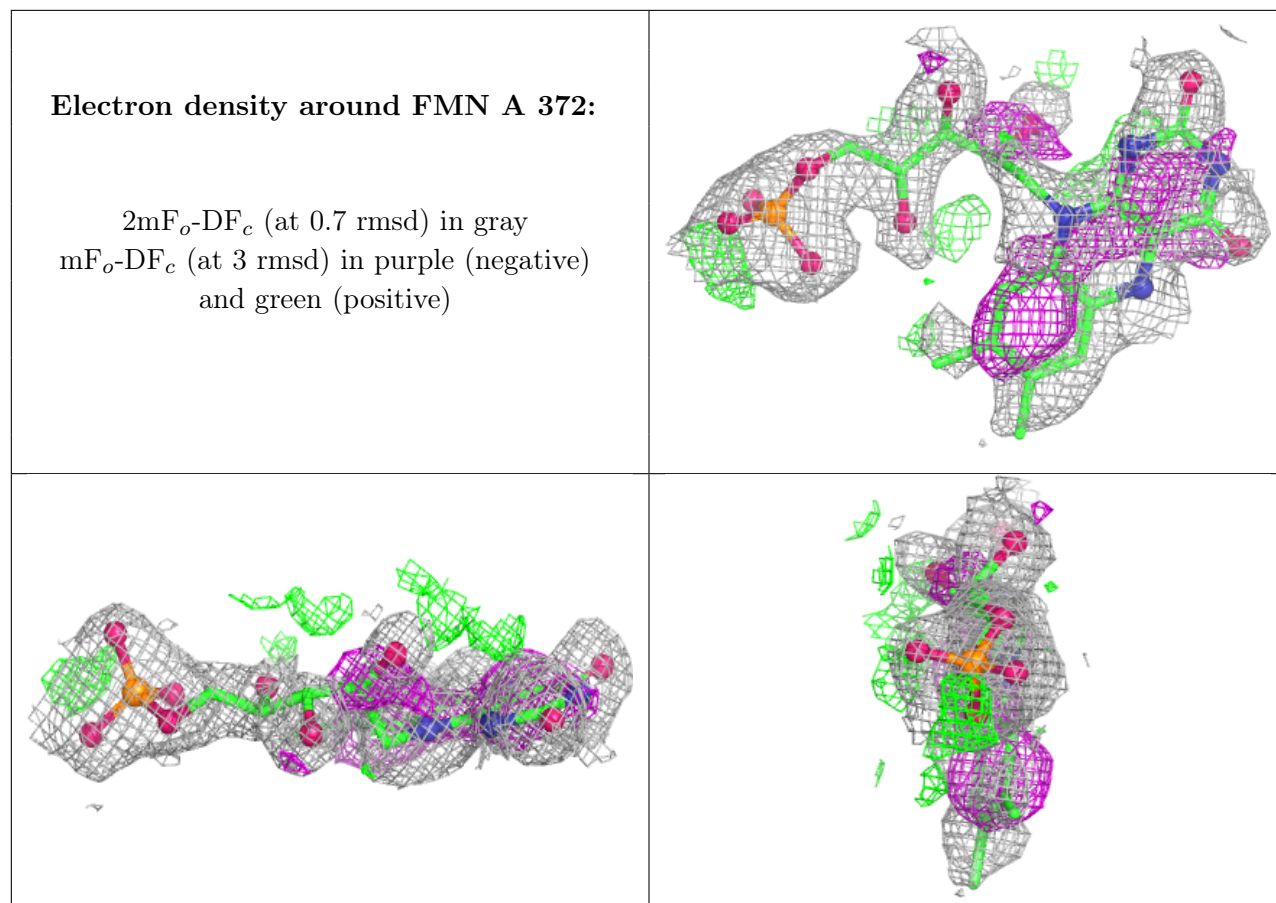 Electron density around FMN A 372:
2mFo-DFc (at 0.7 rmsd) in gray
mFo-DFc (at 3 rmsd) in purple (negative)
and green (positive)